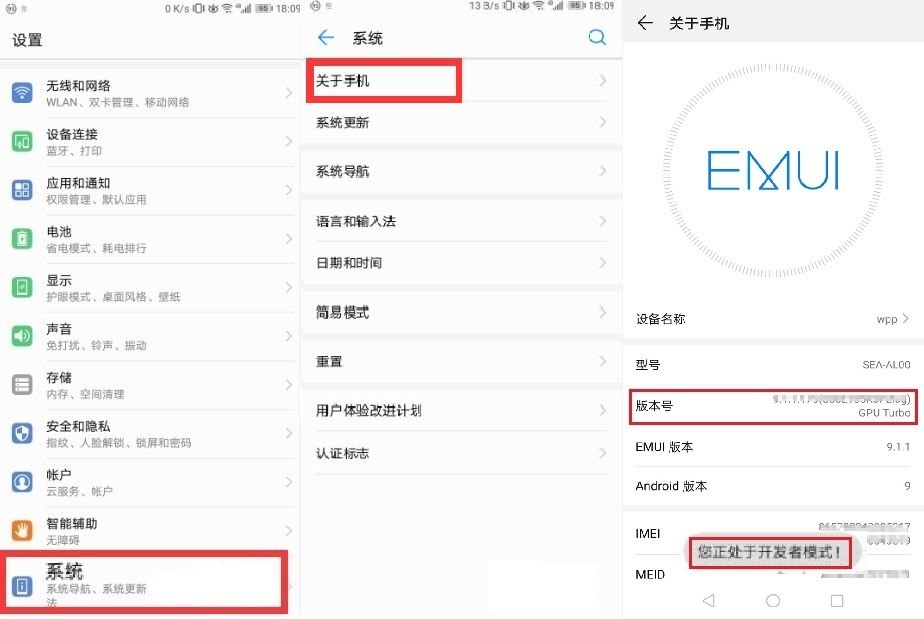 95
0 K/s
95
18:09
设置
无线和网络
WLAN、双卡管理、移动网络
设备连接
蓝牙、打印
应用和通知
权限管理、默认应用
电池
省电模式、耗电排行
显示
护眼模式、桌面风格、壁纸
声音
免打扰、铃声、振动
存储
内存、空间清理
安全和隐私
指纹、人脸解锁、锁屏和密码
帐户
云服务、帐户
智能辅助
无障碍
系统
系统导航、系统更新
法
95
13 B/s
95
18:09
系统
关于手机
系统更新
系统导航
语言和输入法
日期和时间
简易模式
重置
用户体验改进计划
认证标志
关于手机
EMUI
设备名称
wpp
型号
SEA-AL00
版本号
GPU Turbo
EMUI 版本
9.1.1
Android 版本
9
IMEI
您正处于开发者模式！
MEID